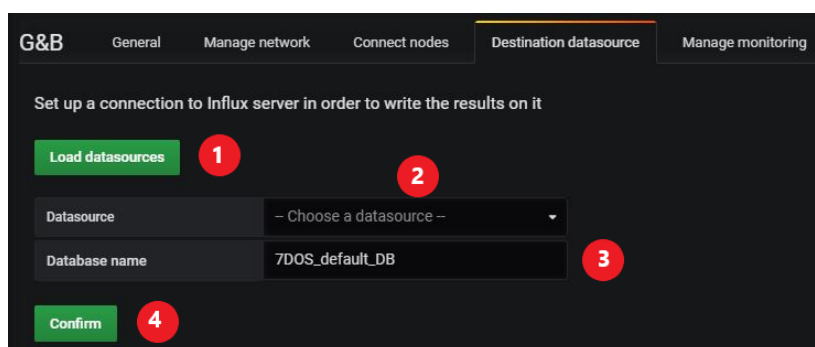 G&B General Manage network Connect nodes Destination datasource Manage monitoring
Set up a connection to Influx server in order to write the results on it
Load datasources 1
2
Datasource -- Choose a datasource --
Database name 7DOS_default_DB 3
Confirm 4